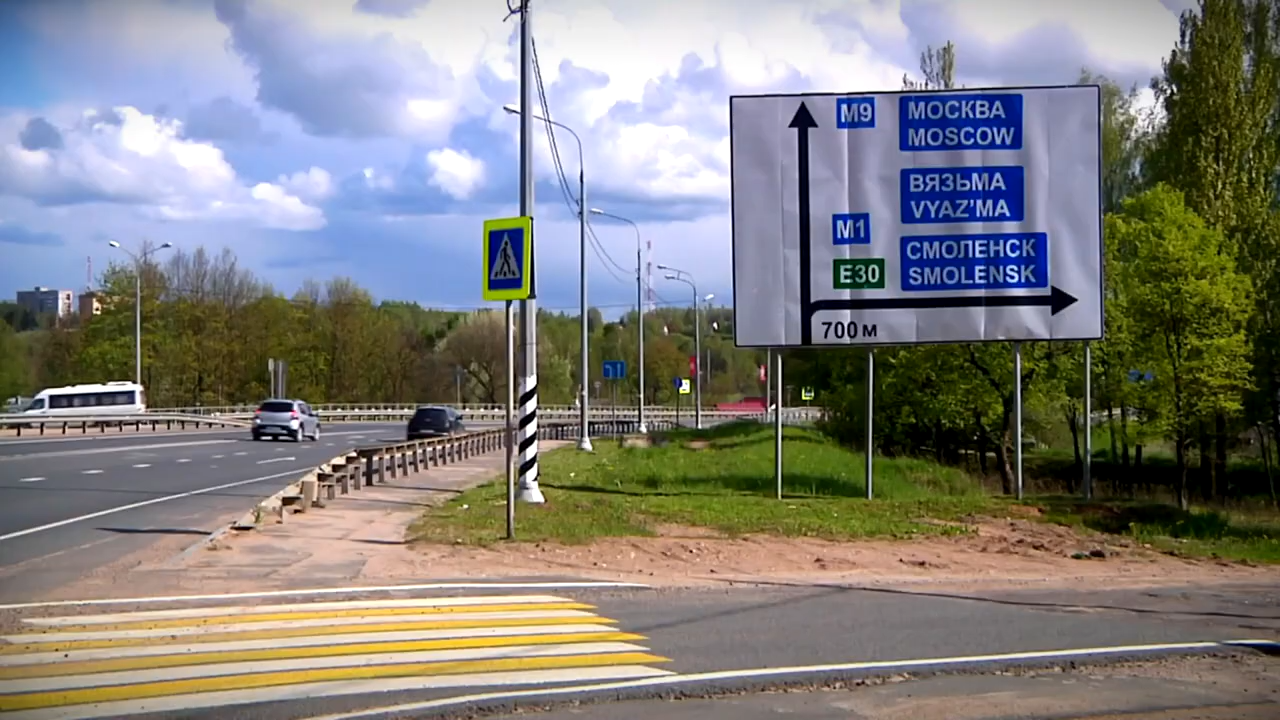 M9
МОСКВА
MOSCOW
ВЯЗЬМА
VYAZ'MA
M1
E30
СМОЛЕНСК
SMOLENSK
700 м